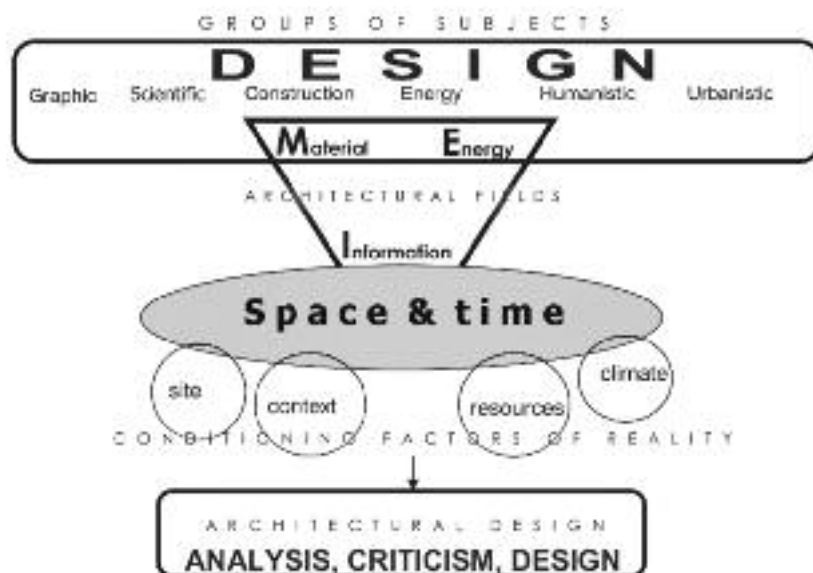 GROUPS OF SUBJECTS
DESIGN
Graphic Scientific Construction Energy Humanistic Urbanistic
Material Energy
ARCHITECTURAL FIELDS
Information
Space & time
site context resources climate
CONDITIONING FACTORS OF REALITY
ARCHITECTURAL DESIGN
ANALYSIS, CRITICISM, DESIGN